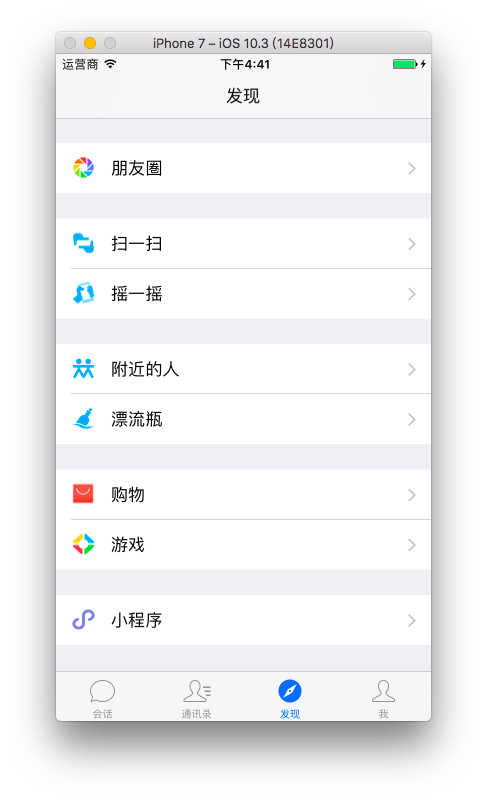 iPhone 7 – iOS 10.3 (14E8301)
运营商 下午4:41
发现
朋友圈
扫一扫
摇一摇
附近的人
漂流瓶
购物
游戏
小程序
会话 通讯录 发现 我